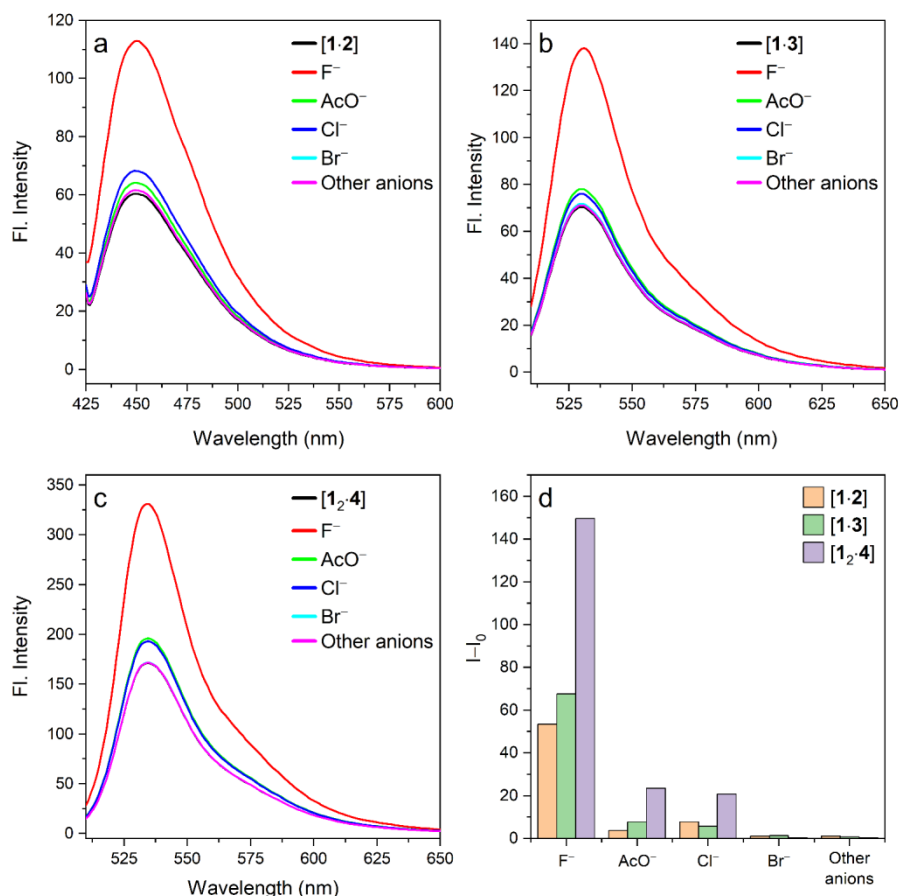 a
[1·2]
F⁻
AcO⁻
Cl⁻
Br⁻
Other anions
Fl. Intensity
120
100
80
60
40
20
0
425 450 475 500 525 550 575 600
Wavelength (nm)
b
[1·3]
F⁻
AcO⁻
Cl⁻
Br⁻
Other anions
Fl. Intensity
140
120
100
80
60
40
20
0
530 550 575 600 625 650
Wavelength (nm)
c
[1₂·4]
F⁻
AcO⁻
Cl⁻
Br⁻
Other anions
Fl. Intensity
350
300
250
200
150
100
50
0
525 550 575 600 625 650
Wavelength (nm)
d
[1·2]
[1·3]
[1₂·4]
I–I₀
160
140
120
100
80
60
40
20
0
F⁻ AcO⁻ Cl⁻ Br⁻ Other
anions